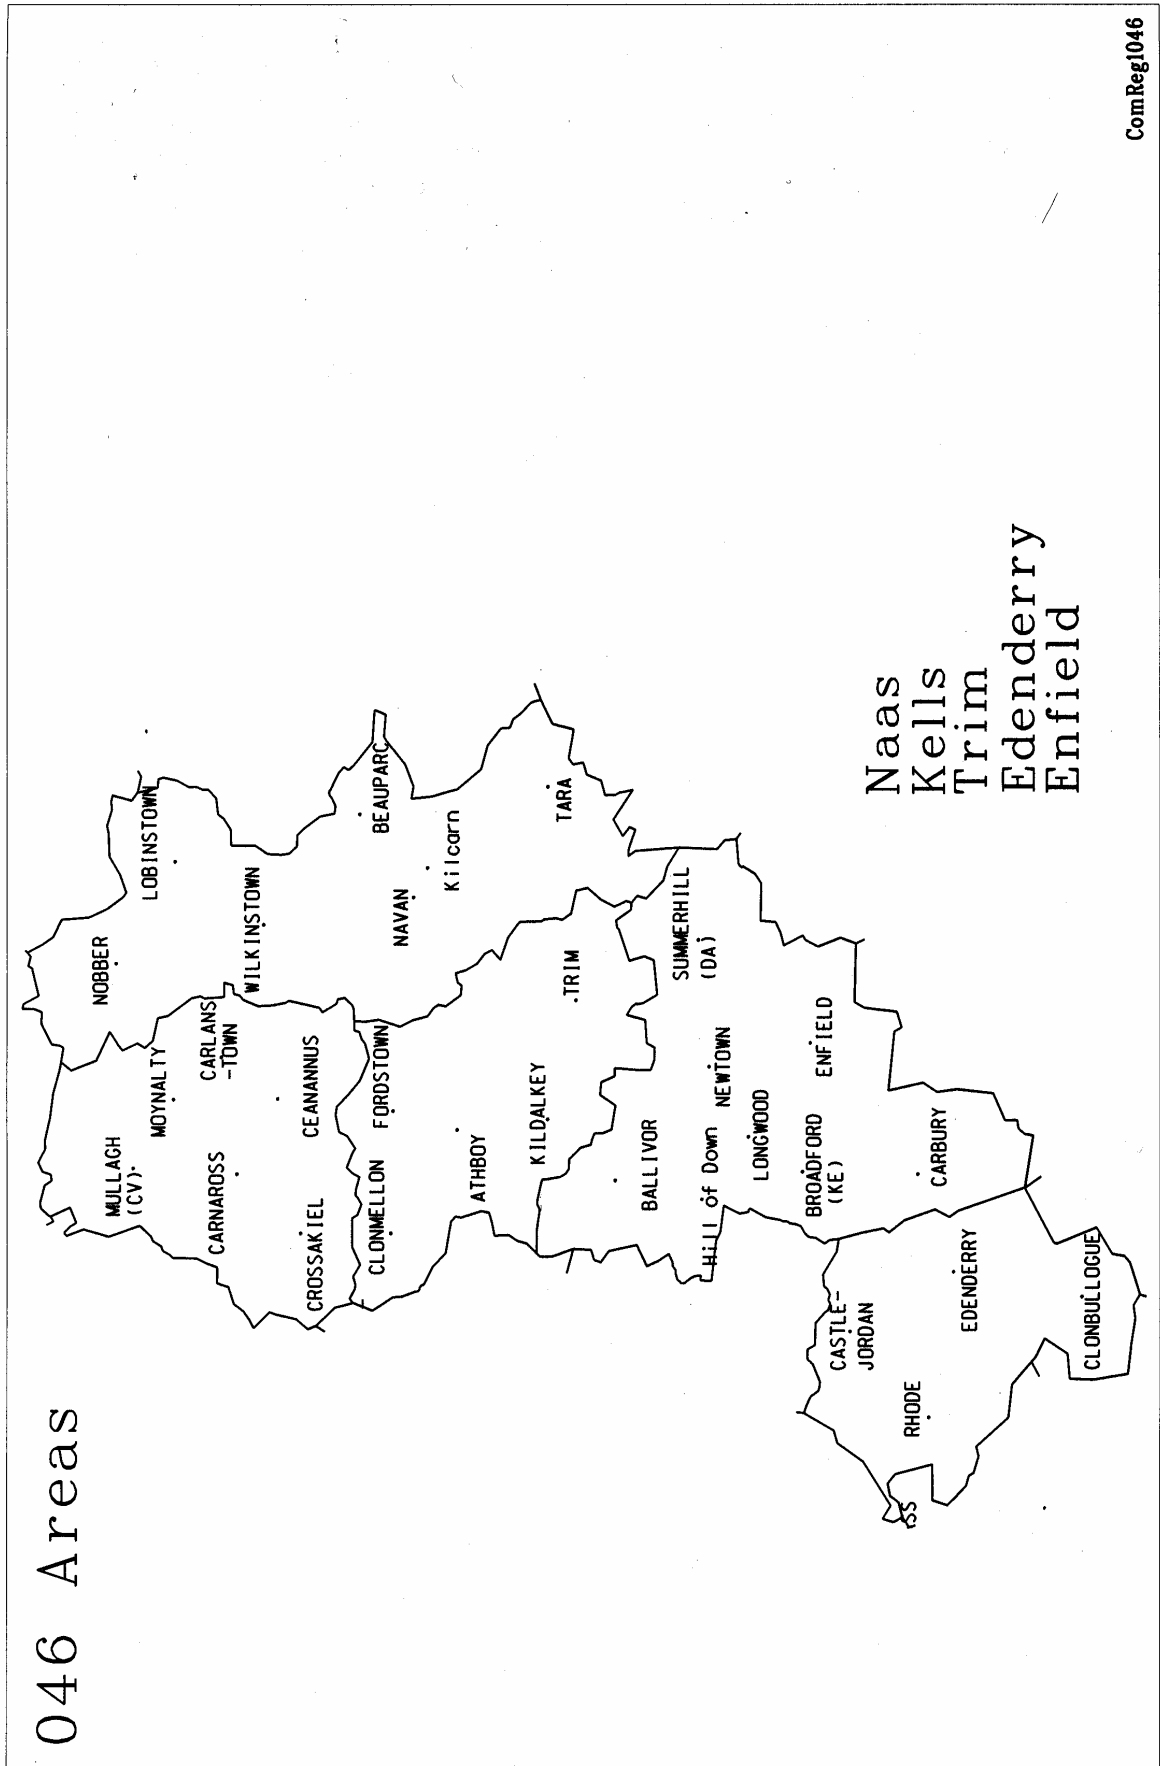 046 Areas
NOBBER
LOBINSTOWN
MULLAGH
(CV)
MOYNALTY
CARLANS
-TOWN
WILKINSTOWN
CARNAROSS
CROSSAKIEL
CEANANNUS
CLONMELLON
FORDSTOWN
NAVAN
BEAUPARC
Kilcarn
ATHBOY
KILDALKEY
.TRIM
TARA
BALLIVOR
SUMMERHILL
(DA)
Hill of Down
NEWTOWN
LONGWOOD
BROADFORD
(KE)
ENFIELD
CASTLE-
JORDAN
RHODE
CARBURY
EDENDERRY
CLONBULLOGUE
SS
Naas
Kells
Trim
Edenderry
Enfield
ComReg1046